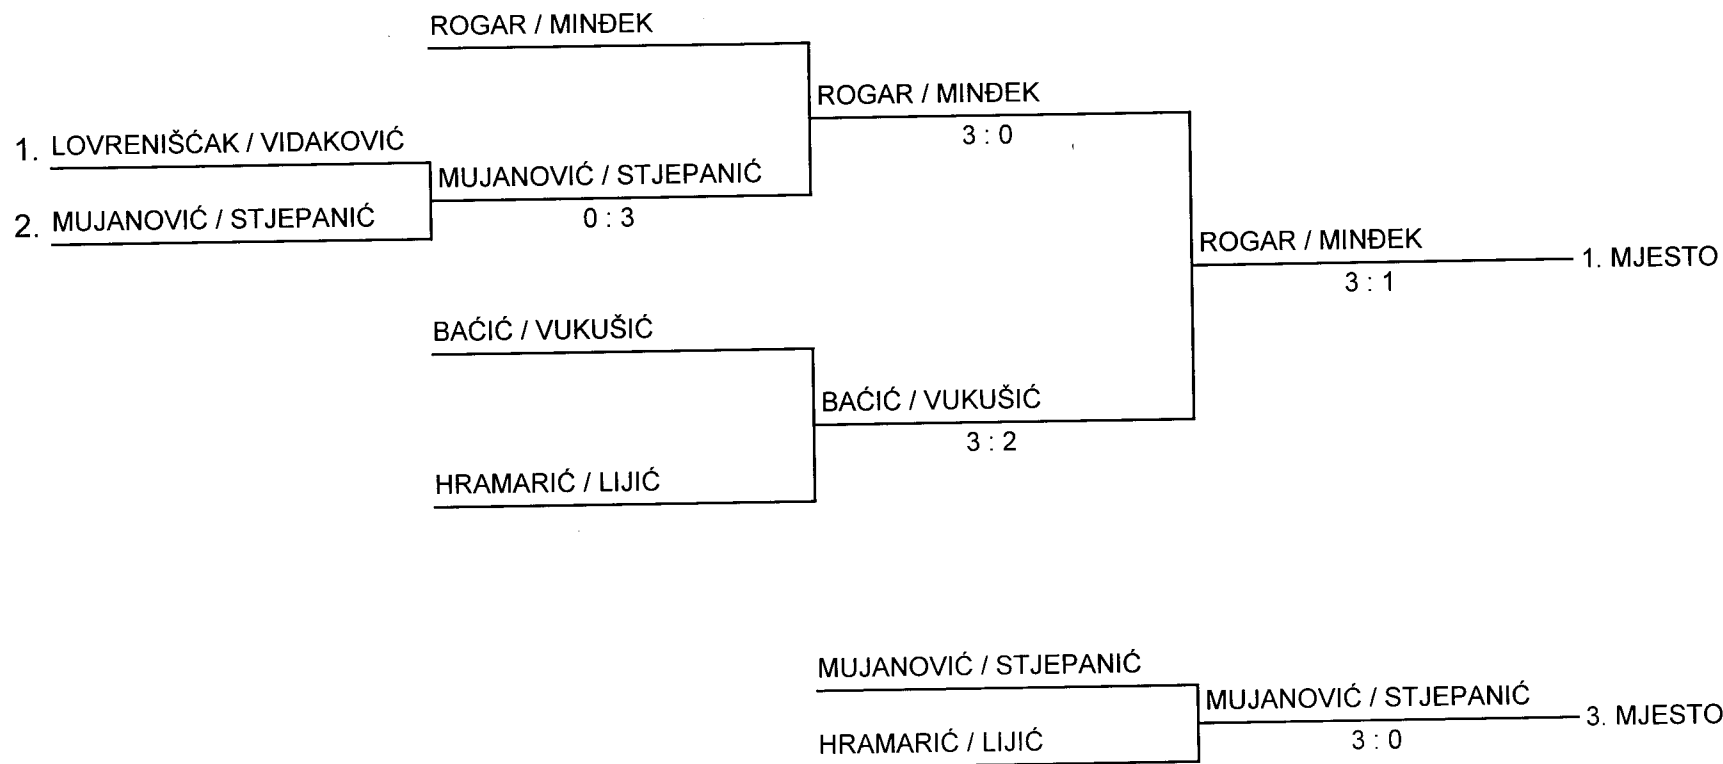 ROGAR / MINĐEK
ROGAR / MINĐEK
3 : 0
1. LOVRENIŠĆAK / VIDAKOVIĆ
MUJANOVIĆ / STJEPANIĆ
0 : 3
2. MUJANOVIĆ / STJEPANIĆ
ROGAR / MINĐEK
3 : 1
1. MJESTO
BAĆIĆ / VUKUŠIĆ
BAĆIĆ / VUKUŠIĆ
3 : 2
HRAMARIĆ / LIJIĆ
MUJANOVIĆ / STJEPANIĆ
MUJANOVIĆ / STJEPANIĆ
3. MJESTO
HRAMARIĆ / LIJIĆ
3 : 0